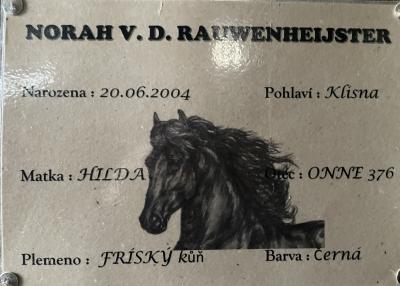 NORAH V. D. RAUWENHEIJSTER
Narozena : 20.06.2004 Pohlaví : Klisna
Matka : HILDA Otec : ONNE 376
Plemeno : FRÍSKÝ kůň Barva : Černá